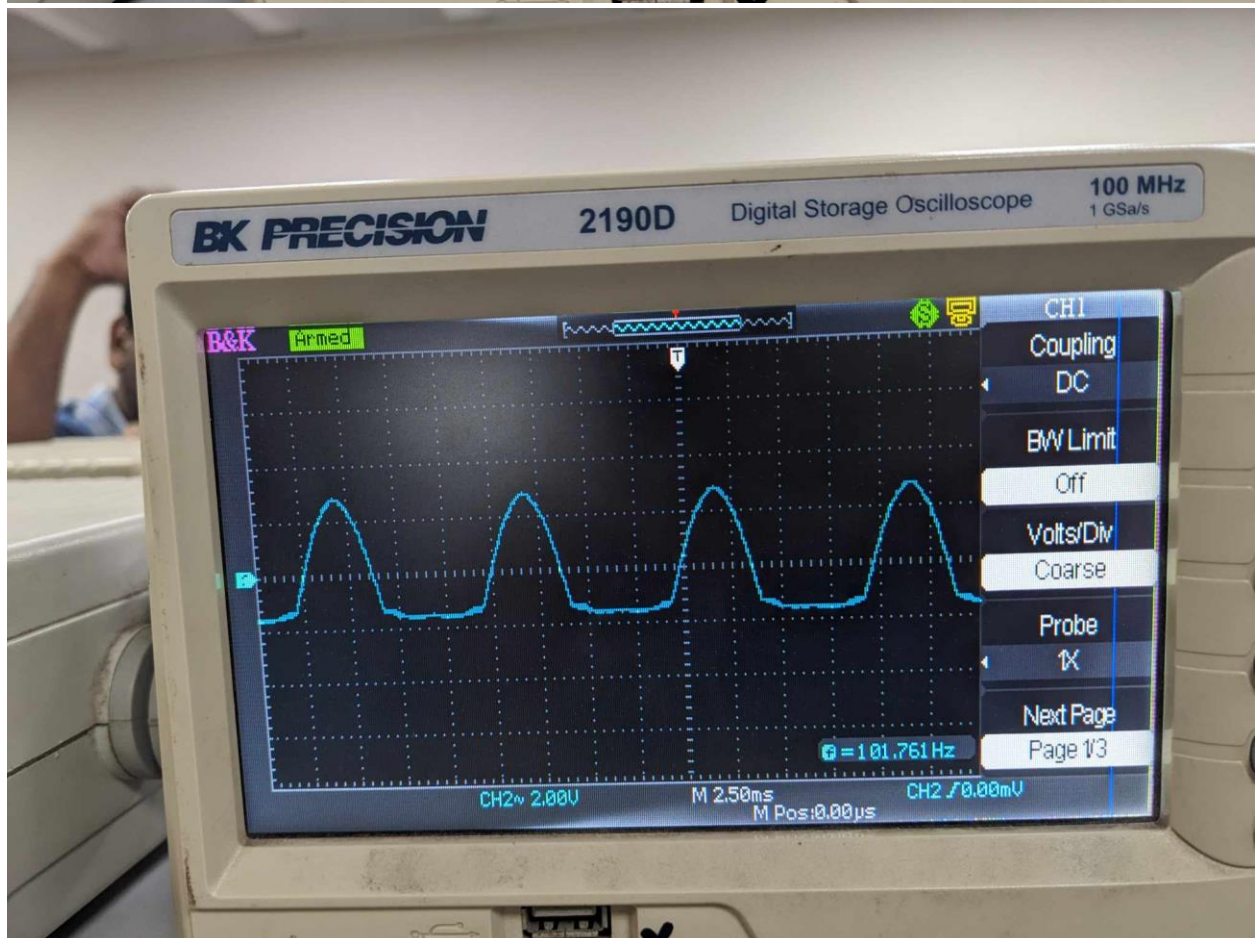 BK PRECISION 2190D Digital Storage Oscilloscope 100 MHz
1 GSa/s
B&K Armed T S CH1
Coupling
DC
BW Limit
Off
Volts/Div
Coarse
Probe
1X
Next Page
Page 1/3
f=101.761Hz
CH2~ 2.00V M 2.50ms CH2 0.00mV
M Pos:0.00µs